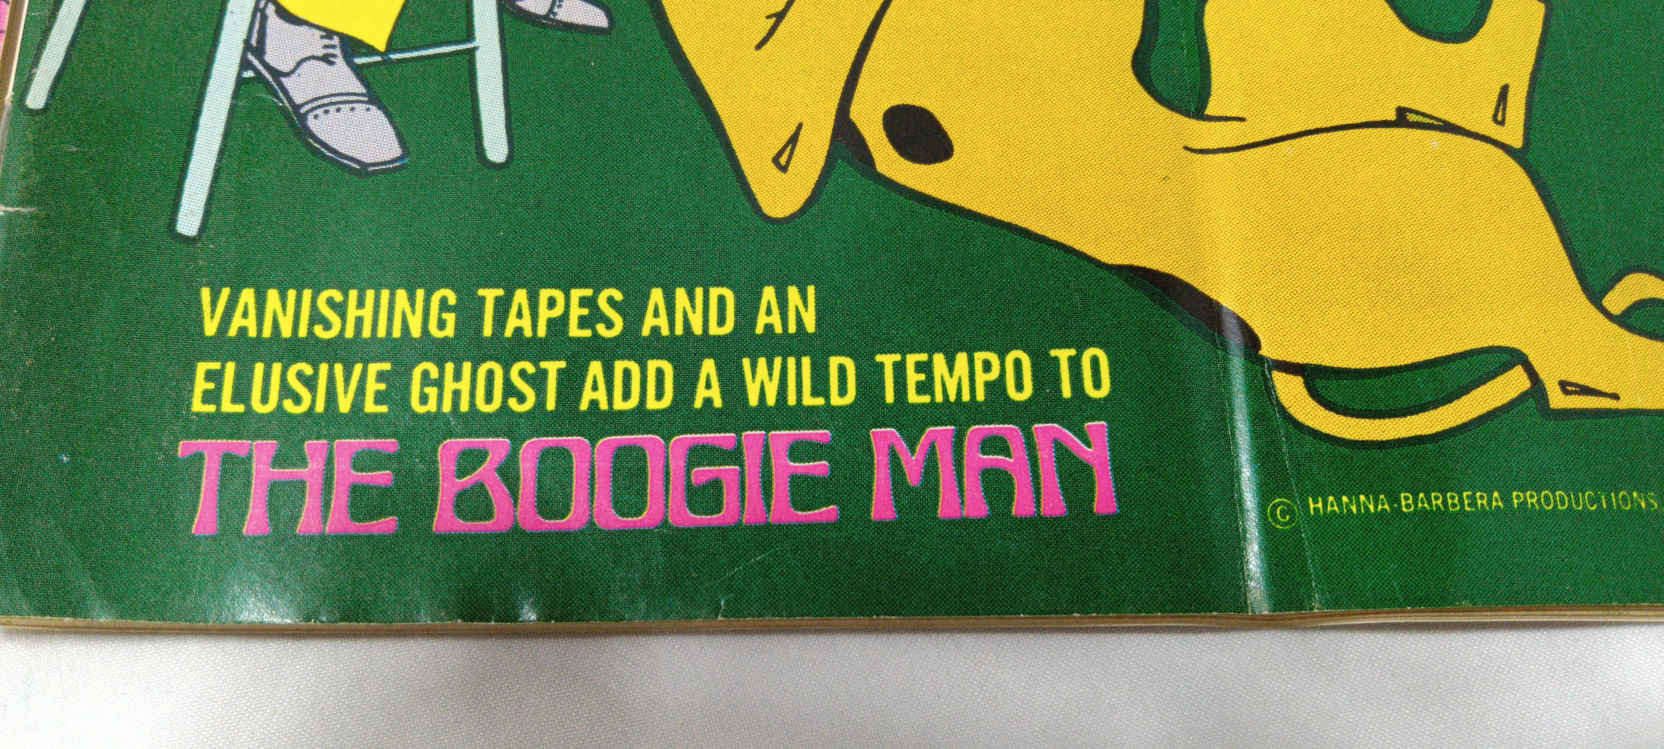 VANISHING TAPES AND AN
ELUSIVE GHOST ADD A WILD TEMPO TO
THE BOOGIE MAN
© HANNA-BARBERA PRODUCTIONS,